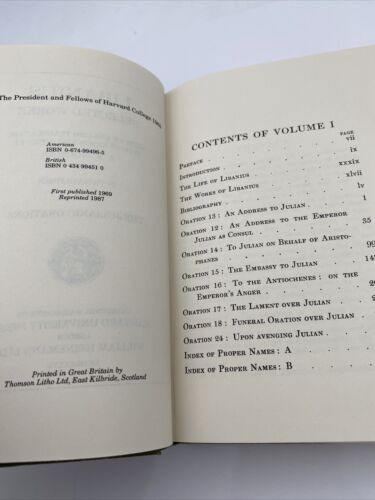 The President and Fellows of Harvard College 1969
American
ISBN 0-674-99496-5
British
ISBN 0 434 99451 0
First published 1969
Reprinted 1987
Printed in Great Britain by
Thomson Litho Ltd, East Kilbride, Scotland
CONTENTS OF VOLUME I
PAGE
Preface . vii
Introduction . ix
The Life of Libanius xxxix
The Works of Libanius xlvii
Bibliography . lv
Oration 13: An Address to Julian 1
Oration 12: An Address to the Emperor
Julian as Consul 35
Oration 14: To Julian on Behalf of Aristo-
phanes 99
Oration 15: The Embassy to Julian
Oration 16: To the Antiochenes: on the
Emperor's Anger
Oration 17: The Lament over Julian
Oration 18: Funeral Oration over Julian
Oration 24: Upon avenging Julian
Index of Proper Names: A
Index of Proper Names: B